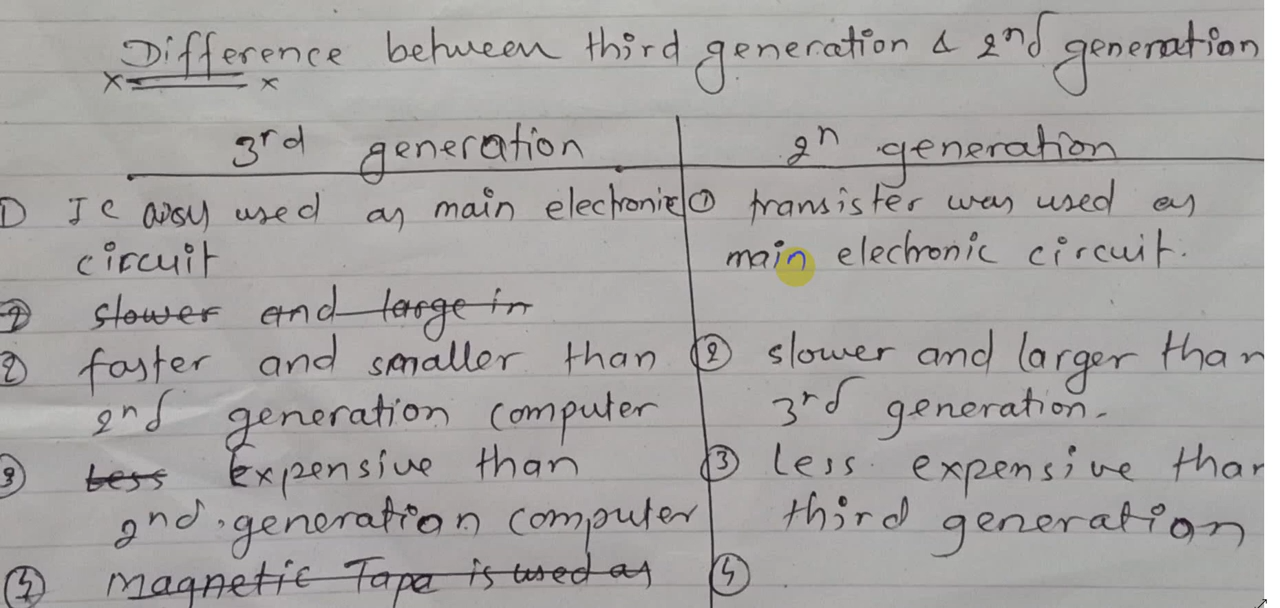 Difference between third generation & 2nd generation
3rd generation
2n generation
① IC used as main electronic
circuit
② slower and large in
② faster and smaller than
2nd generation computer
③ Less Expensive than
2nd generation computer
④ Magnetic Tape is used as
① transister was used as
main electronic circuit.
② slower and larger than
3rd generation.
③ Less expensive than
third generation
④